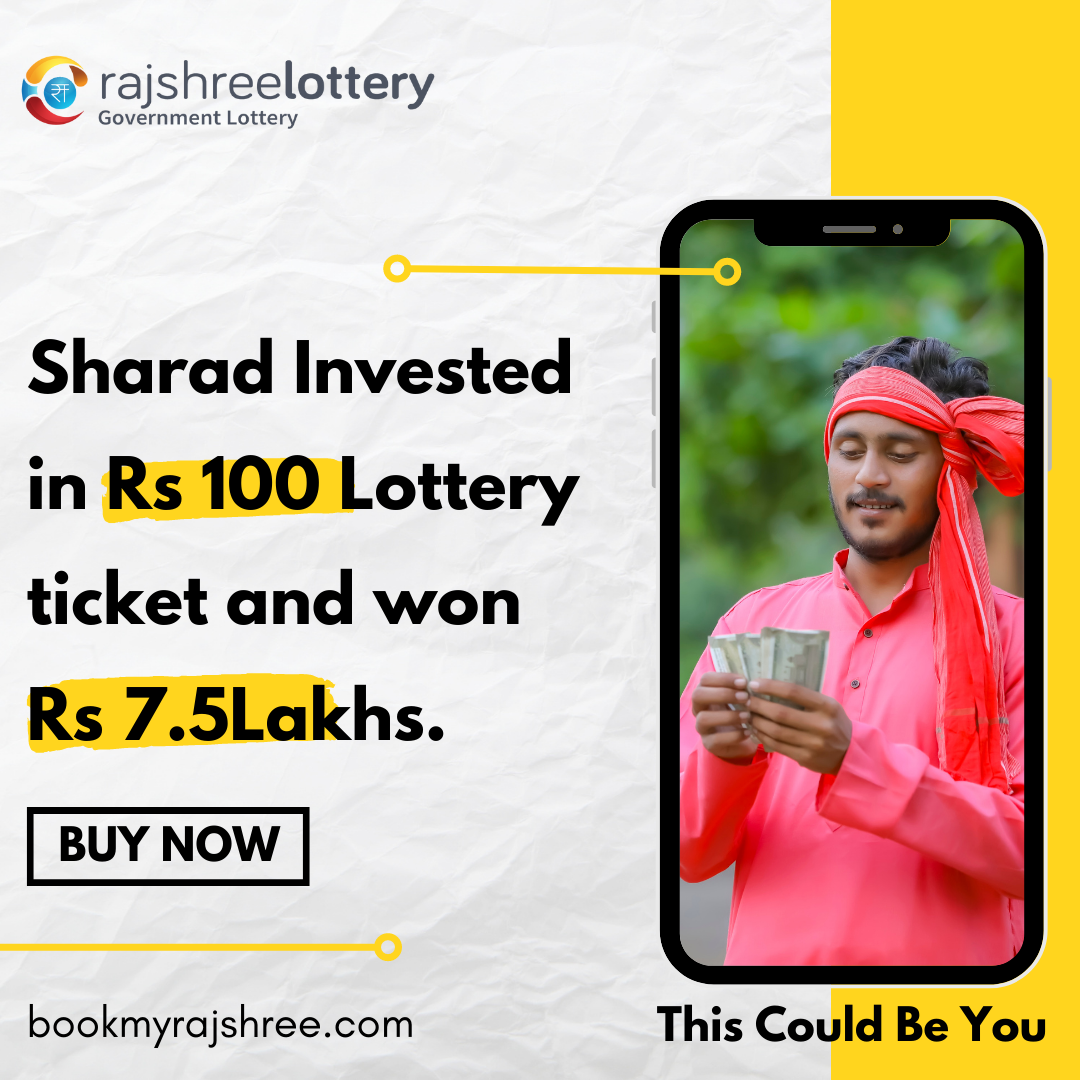 rajshreelottery
Government Lottery
Sharad Invested
in Rs 100 Lottery
ticket and won
Rs 7.5Lakhs.
BUY NOW
bookmyrajshree.com
This Could Be You